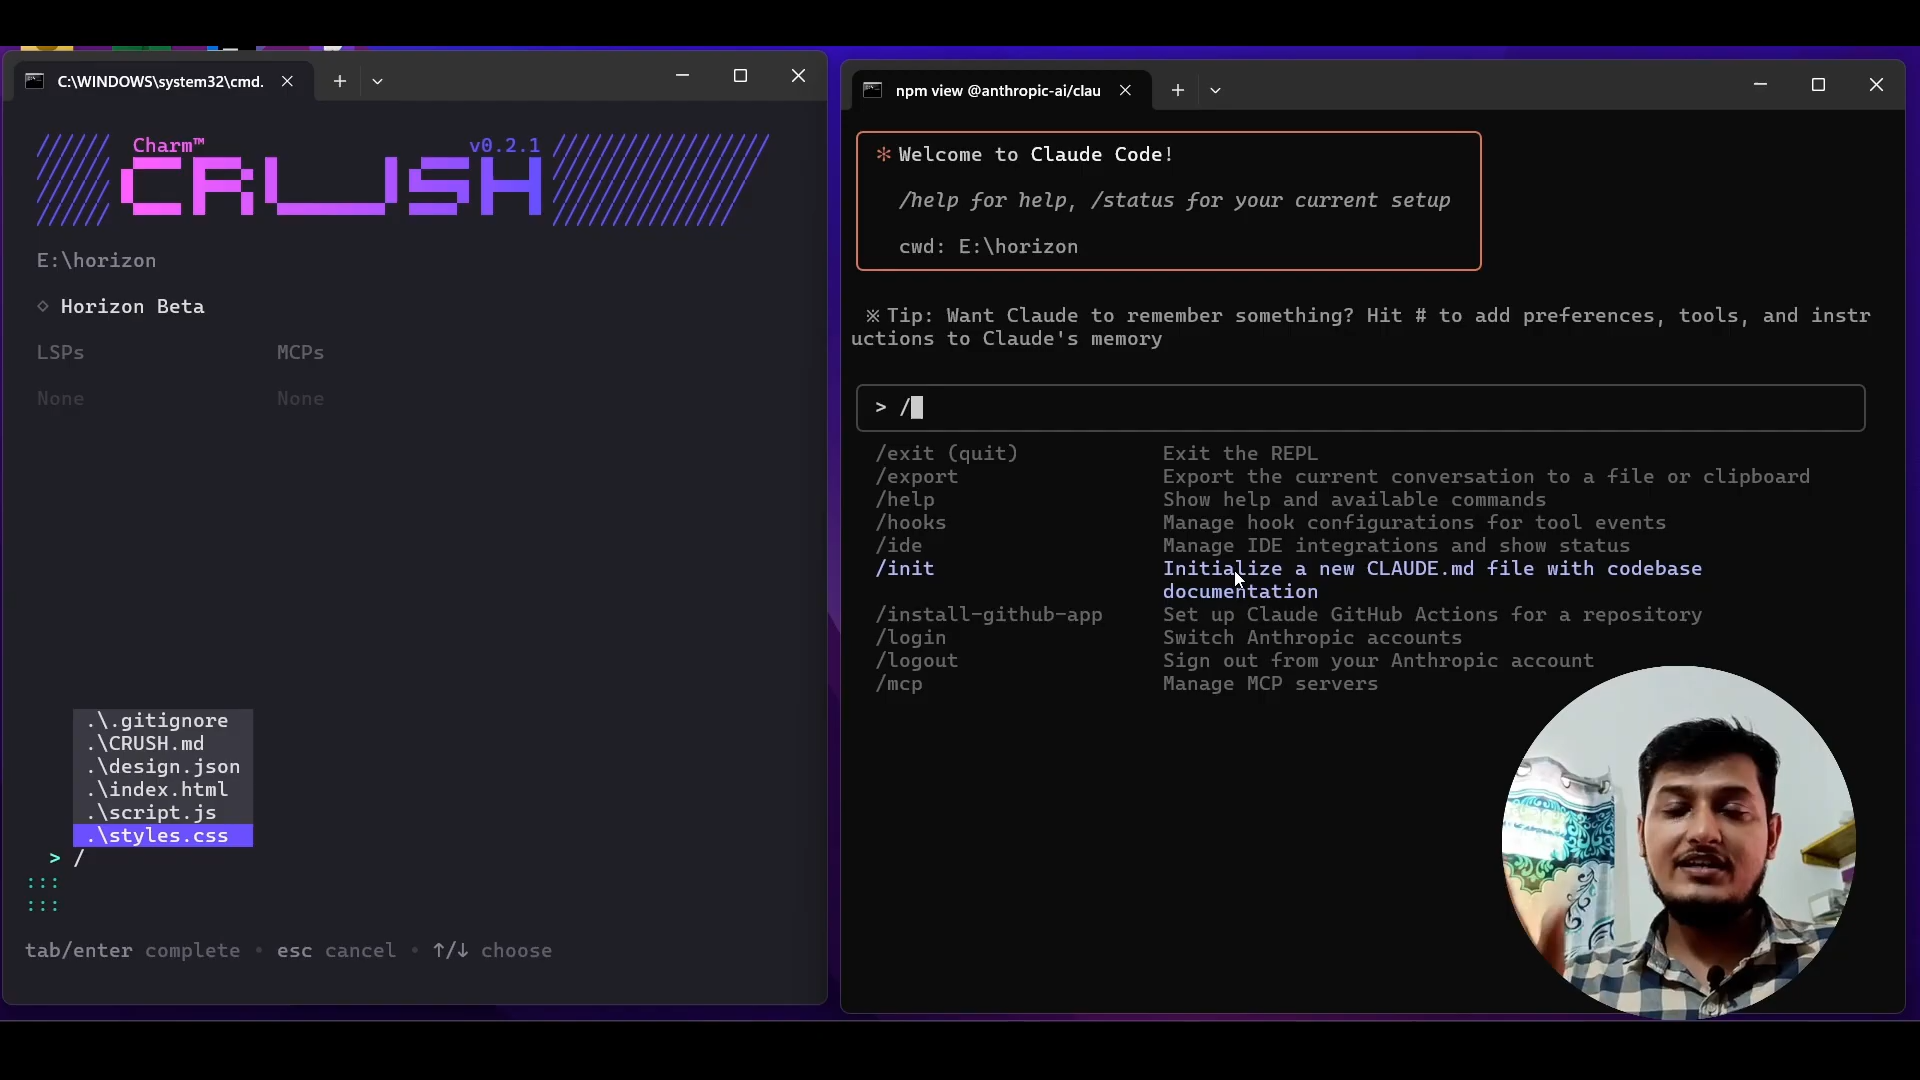 C:\WINDOWS\system32\cmd.
Charm™ v0.2.1
CRUSH
E:\horizon
◇ Horizon Beta
LSPs MCPs
None None
.\.gitignore
.\CRUSH.md
.\design.json
.\index.html
.\script.js
.\styles.css
> /
:::
:::
tab/enter complete • esc cancel • ↑/↓ choose
npm view @anthropic-ai/clau
✻ Welcome to Claude Code!
/help for help, /status for your current setup
cwd: E:\horizon
※ Tip: Want Claude to remember something? Hit # to add preferences, tools, and instr
uctions to Claude's memory
> /
/exit (quit) Exit the REPL
/export Export the current conversation to a file or clipboard
/help Show help and available commands
/hooks Manage hook configurations for tool events
/ide Manage IDE integrations and show status
/init Initialize a new CLAUDE.md file with codebase
documentation
/install-github-app Set up Claude GitHub Actions for a repository
/login Switch Anthropic accounts
/logout Sign out from your Anthropic account
/mcp Manage MCP servers